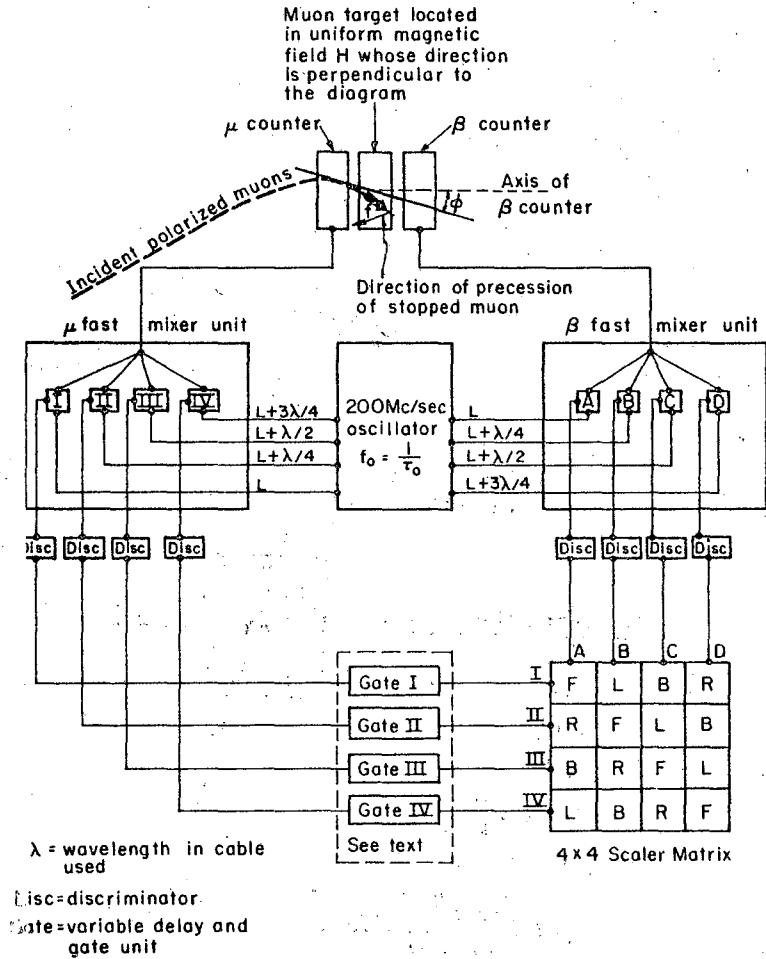 Muon target located
in uniform magnetic
field H whose direction
is perpendicular to
the diagram
μ counter
β counter
Incident polarized muons
Axis of
β counter
φ
Direction of precession
of stopped muon
μ fast mixer unit
β fast mixer unit
I II III IV
A B C D
L+3λ/4
L+λ/2
L+λ/4
L
200Mc/sec
oscillator
f₀ = 1/τ₀
L
L+λ/4
L+λ/2
L+3λ/4
Disc Disc Disc Disc
Disc Disc Disc Disc
A B C D
Gate I
Gate II
Gate III
Gate IV
See text
I F L B R
II R F L B
III B R F L
IV L B R F
4x4 Scaler Matrix
λ = wavelength in cable
used
Disc=discriminator
Gate=variable delay and
gate unit